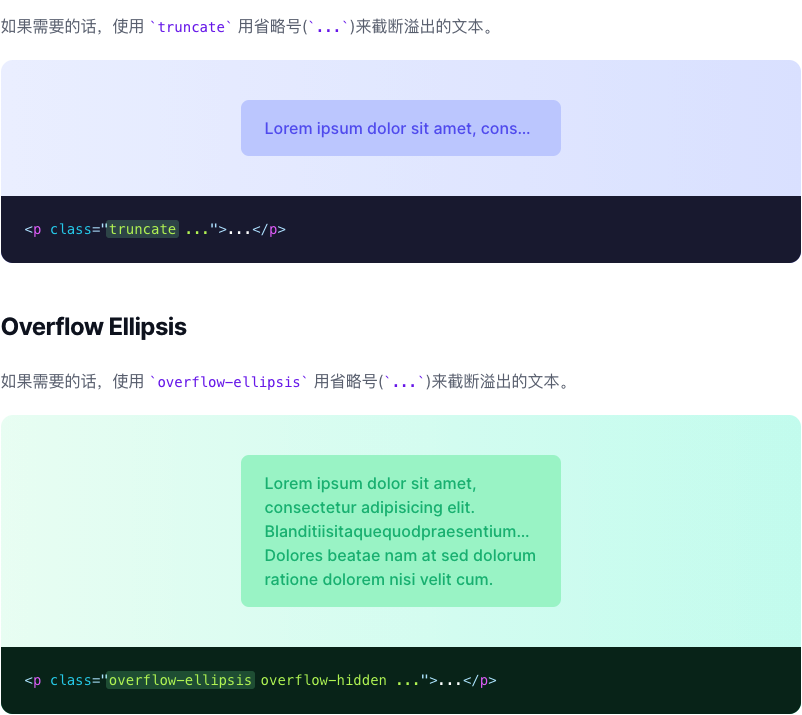 如果需要的话，使用 `truncate` 用省略号(`...`)来截断溢出的文本。
Lorem ipsum dolor sit amet, cons...
<p class="truncate ...">...</p>
Overflow Ellipsis
如果需要的话，使用 `overflow-ellipsis` 用省略号(`...`)来截断溢出的文本。
Lorem ipsum dolor sit amet,
consectetur adipisicing elit.
Blanditiisitaquequodpraesentium...
Dolores beatae nam at sed dolorum
ratione dolorem nisi velit cum.
<p class="overflow-ellipsis overflow-hidden ...">...</p>